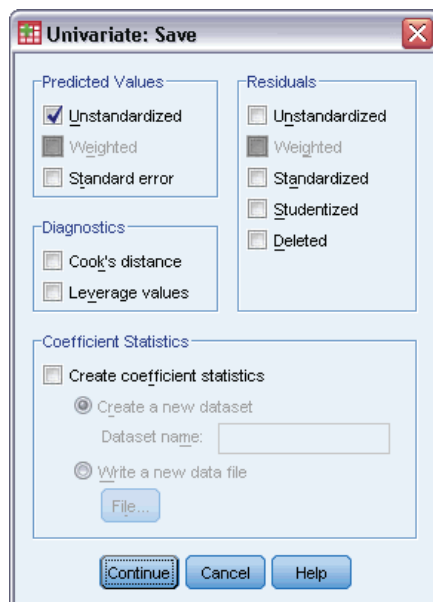 Univariate: Save
Predicted Values
Unstandardized
Weighted
Standard error
Diagnostics
Cook's distance
Leverage values
Residuals
Unstandardized
Weighted
Standardized
Studentized
Deleted
Coefficient Statistics
Create coefficient statistics
Create a new dataset
Dataset name:
Write a new data file
File...
Continue Cancel Help